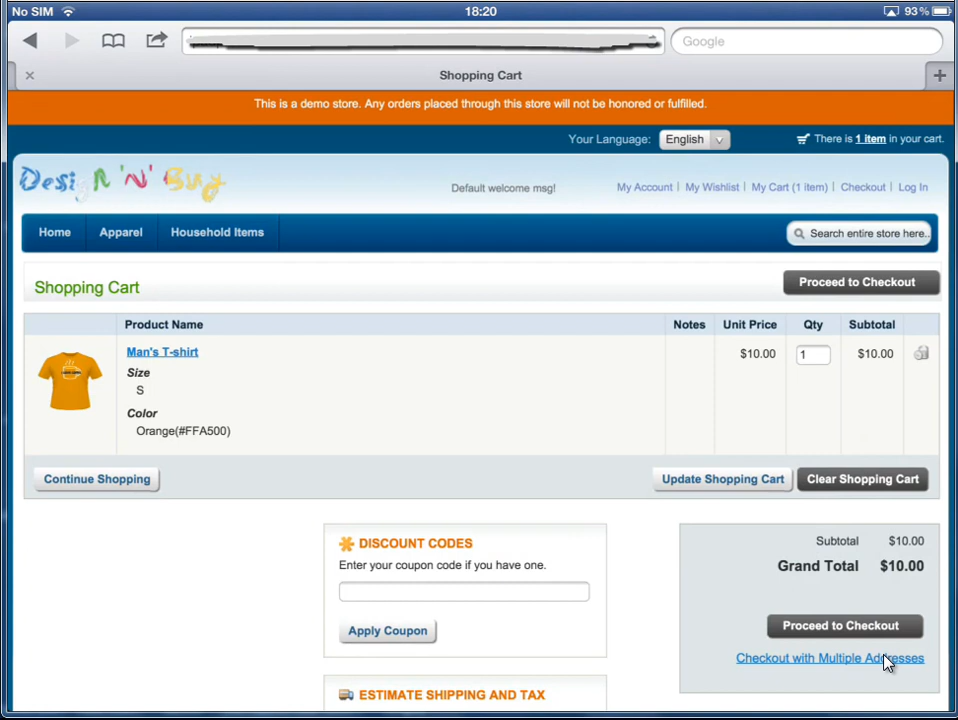 No SIM 18:20 93%
Google
Shopping Cart
This is a demo store. Any orders placed through this store will not be honored or fulfilled.
Your Language: English There is 1 item in your cart.
Design 'N' Buy
Default welcome msg! My Account | My Wishlist | My Cart (1 item) | Checkout | Log In
Home Apparel Household Items Search entire store here..
Shopping Cart Proceed to Checkout
Product Name Notes Unit Price Qty Subtotal
Man's T-shirt $10.00 1 $10.00
Size
S
Color
Orange(#FFA500)
Continue Shopping Update Shopping Cart Clear Shopping Cart
DISCOUNT CODES
Enter your coupon code if you have one.
Apply Coupon
Subtotal $10.00
Grand Total $10.00
Proceed to Checkout
Checkout with Multiple Addresses
ESTIMATE SHIPPING AND TAX